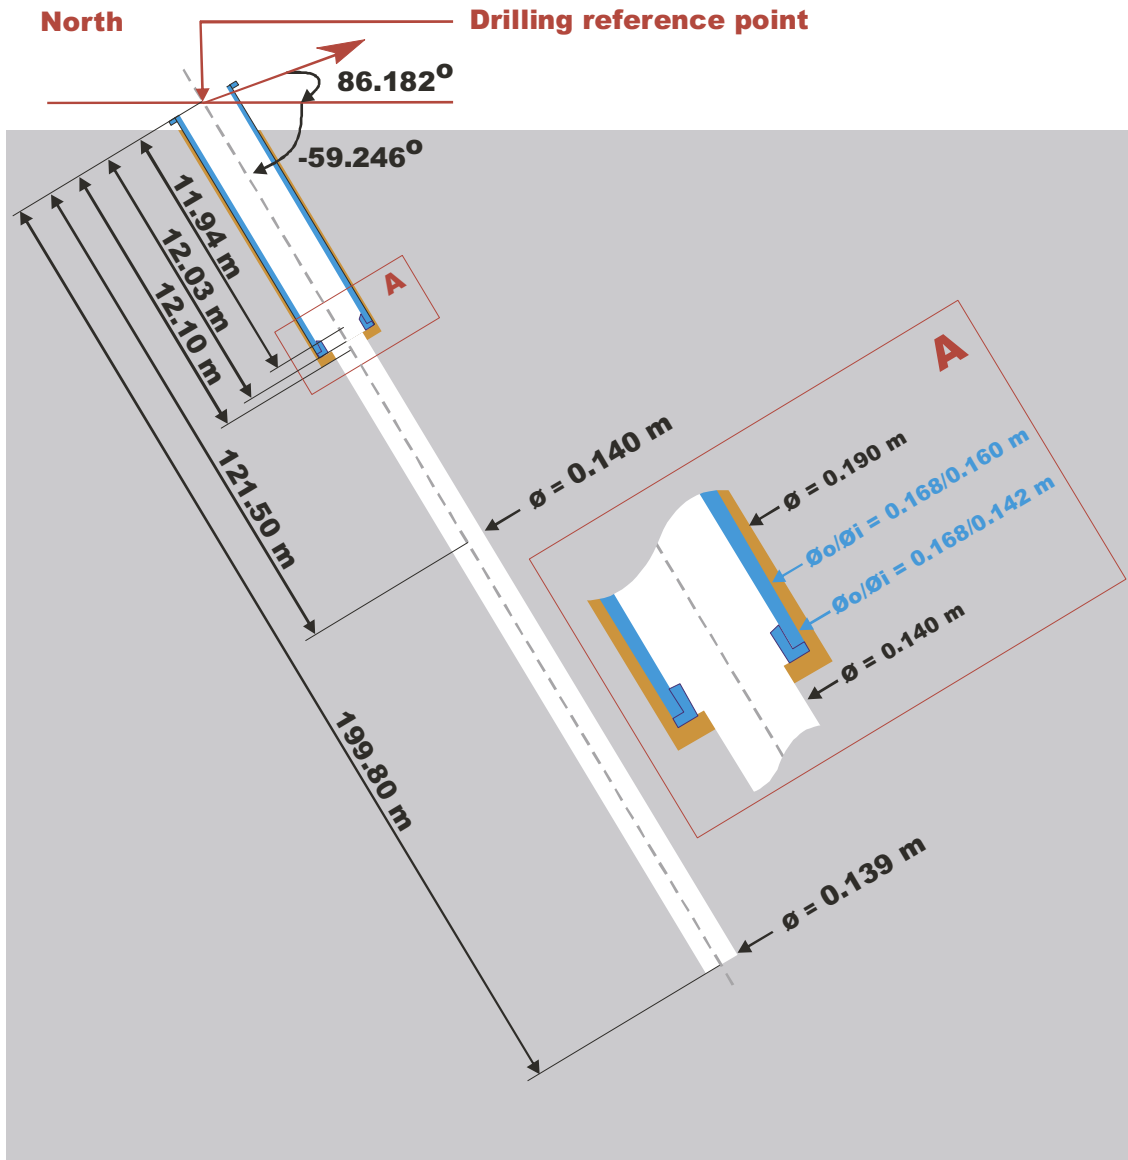 North
Drilling reference point
86.182°
-59.246°
11.94 m
12.03 m
12.10 m
A
121.50 m
199.80 m
ø = 0.140 m
A
ø = 0.190 m
Øo/Øi = 0.168/0.160 m
Øo/Øi = 0.168/0.142 m
ø = 0.140 m
ø = 0.139 m